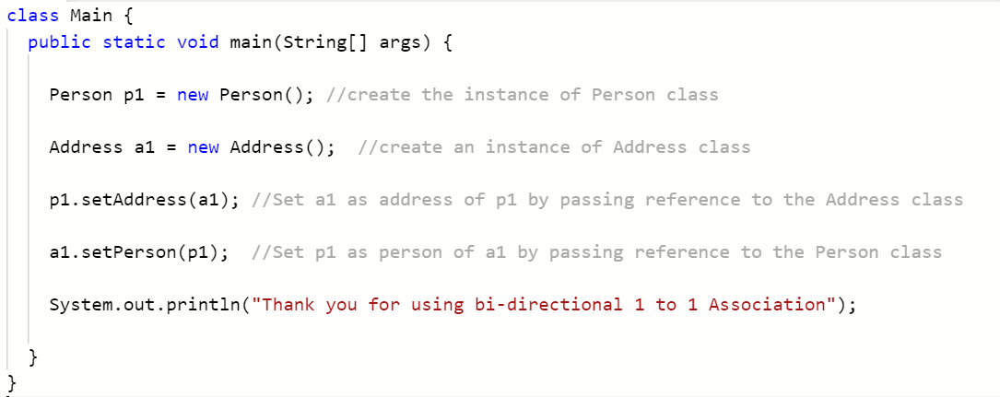 class Main {
public static void main(String[] args) {
Person p1 = new Person(); //create the instance of Person class
Address a1 = new Address();  //create an instance of Address class
p1.setAddress(a1); //Set a1 as address of p1 by passing reference to the Address class
a1.setPerson(p1);  //Set p1 as person of a1 by passing reference to the Person class
System.out.println("Thank you for using bi-directional 1 to 1 Association");
}
}